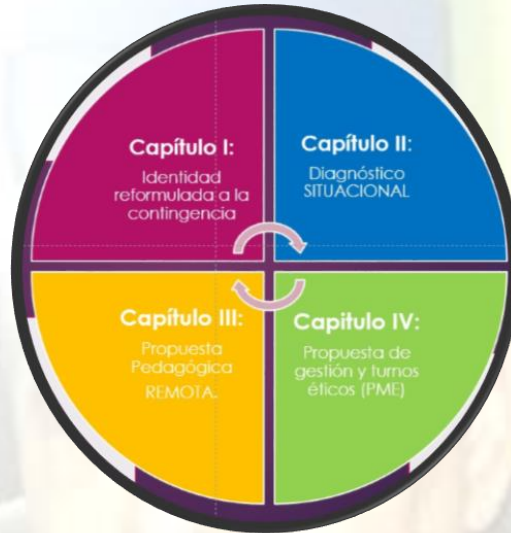 Capítulo I:
Identidad
reformulada a la
contingencia
Capítulo II:
Diagnóstico
SITUACIONAL
Capítulo III:
Propuesta
Pedagógica
REMOTA.
Capitulo IV:
Propuesta de
gestión y turnos
éticos (PME)